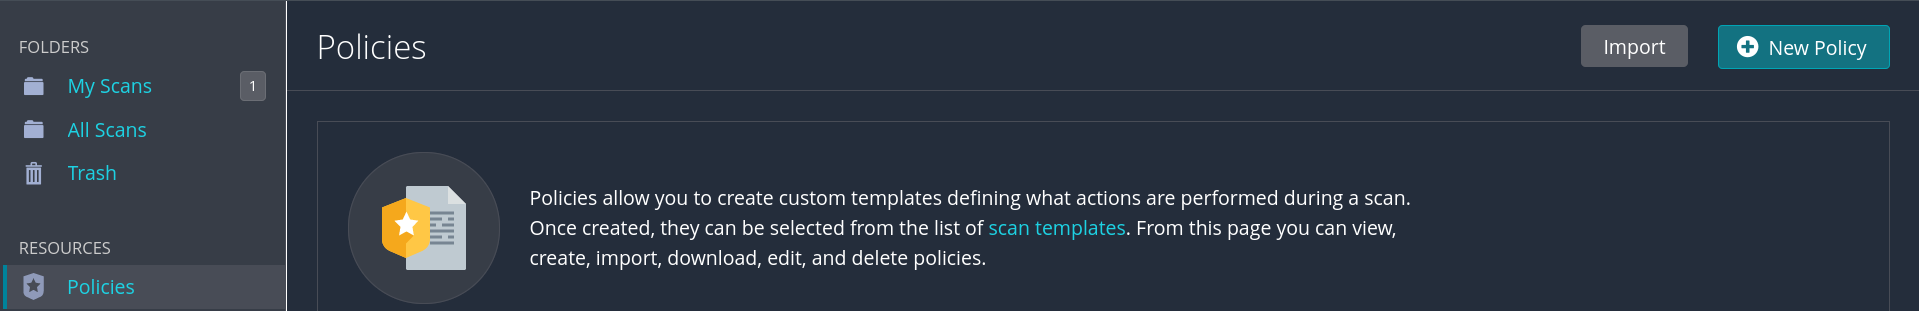 FOLDERS
My Scans
1
All Scans
Trash
RESOURCES
Policies
Policies
Import
New Policy
Policies allow you to create custom templates defining what actions are performed during a scan.
Once created, they can be selected from the list of scan templates. From this page you can view,
create, import, download, edit, and delete policies.